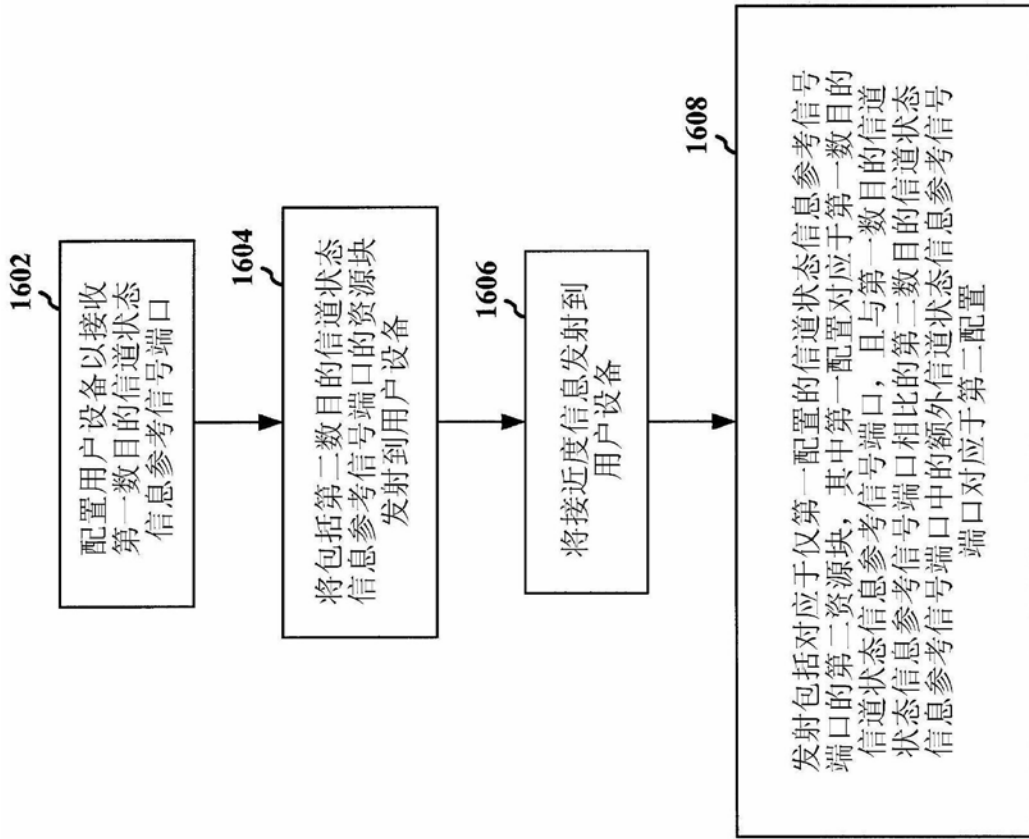 1602
配置用户设备以接收
第一数目的信道状态
信息参考信号端口
1604
将包括第二数目的信道状态
信息参考信号端口的资源块
发射到用户设备
1606
将接近度信息发射到
用户设备
1608
发射包括对应于仅第一配置的信道状态信息参考信号
端口的第二资源块，其中第一配置对应于第一数目的
信道状态信息参考信号端口，且与第一数目的信道
状态信息参考信号端口相比的第二数目的信道状态
信息参考信号端口中的额外信道状态信息参考信号
端口对应于第二配置